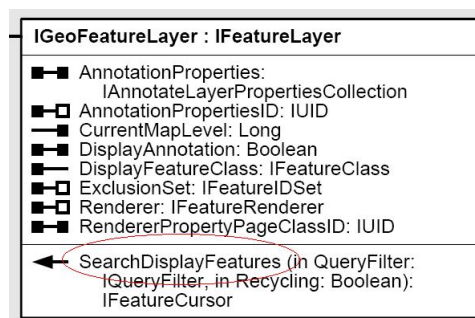 IGeoFeatureLayer : IFeatureLayer
AnnotationProperties:
IAnnotateLayerPropertiesCollection
AnnotationPropertiesID: IUID
CurrentMapLevel: Long
DisplayAnnotation: Boolean
DisplayFeatureClass: IFeatureClass
ExclusionSet: IFeatureIDSet
Renderer: IFeatureRenderer
RendererPropertyPageClassID: IUID
SearchDisplayFeatures (in QueryFilter:
IQueryFilter, in Recycling: Boolean):
IFeatureCursor